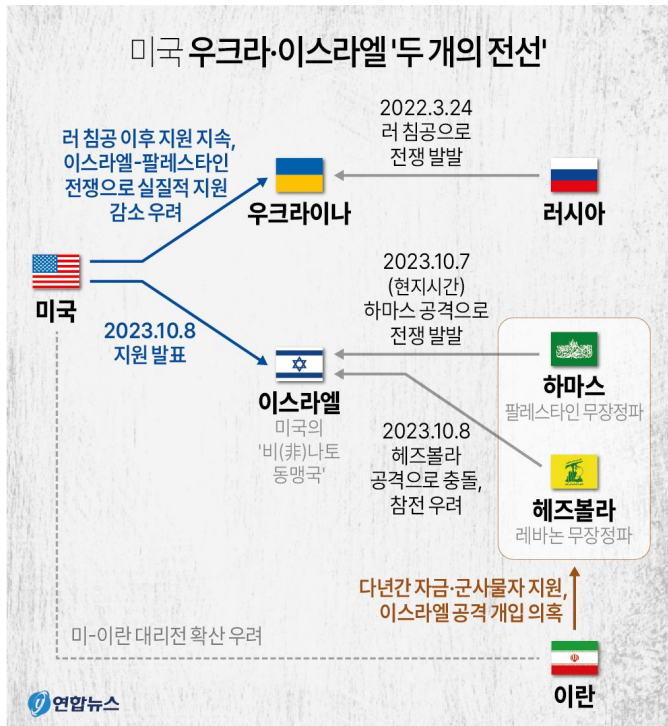 미국 우크라·이스라엘 '두 개의 전선'
러 침공 이후 지원 지속,
이스라엘-팔레스타인
전쟁으로 실질적 지원
감소 우려
2022.3.24
러 침공으로
전쟁 발발
우크라이나
러시아
미국
2023.10.8
지원 발표
2023.10.7
(현지시간)
하마스 공격으로
전쟁 발발
이스라엘
미국의
'비(非)나토
동맹국'
하마스
팔레스타인 무장정파
2023.10.8
헤즈볼라
공격으로 충돌,
참전 우려
헤즈볼라
레바논 무장정파
다년간 자금·군사물자 지원,
이스라엘 공격 개입 의혹
미-이란 대리전 확산 우려
이란
연합뉴스